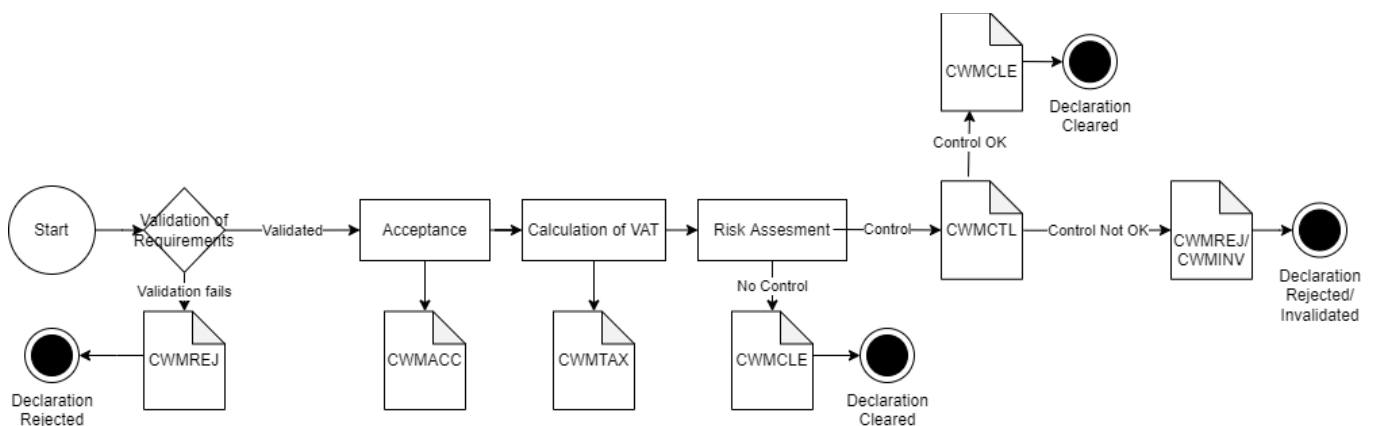 CWMCLE
Declaration
Cleared
Control OK
Start
Validation of
Requirements
Validated
Acceptance
Calculation of VAT
Risk Assesment
Control
CWMCTL
Control Not OK
CWMREJ/
CWMINV
Declaration
Rejected/
Invalidated
Validation fails
No Control
CWMREJ
Declaration
Rejected
CWMACC
CWMTAX
CWMCLE
Declaration
Cleared